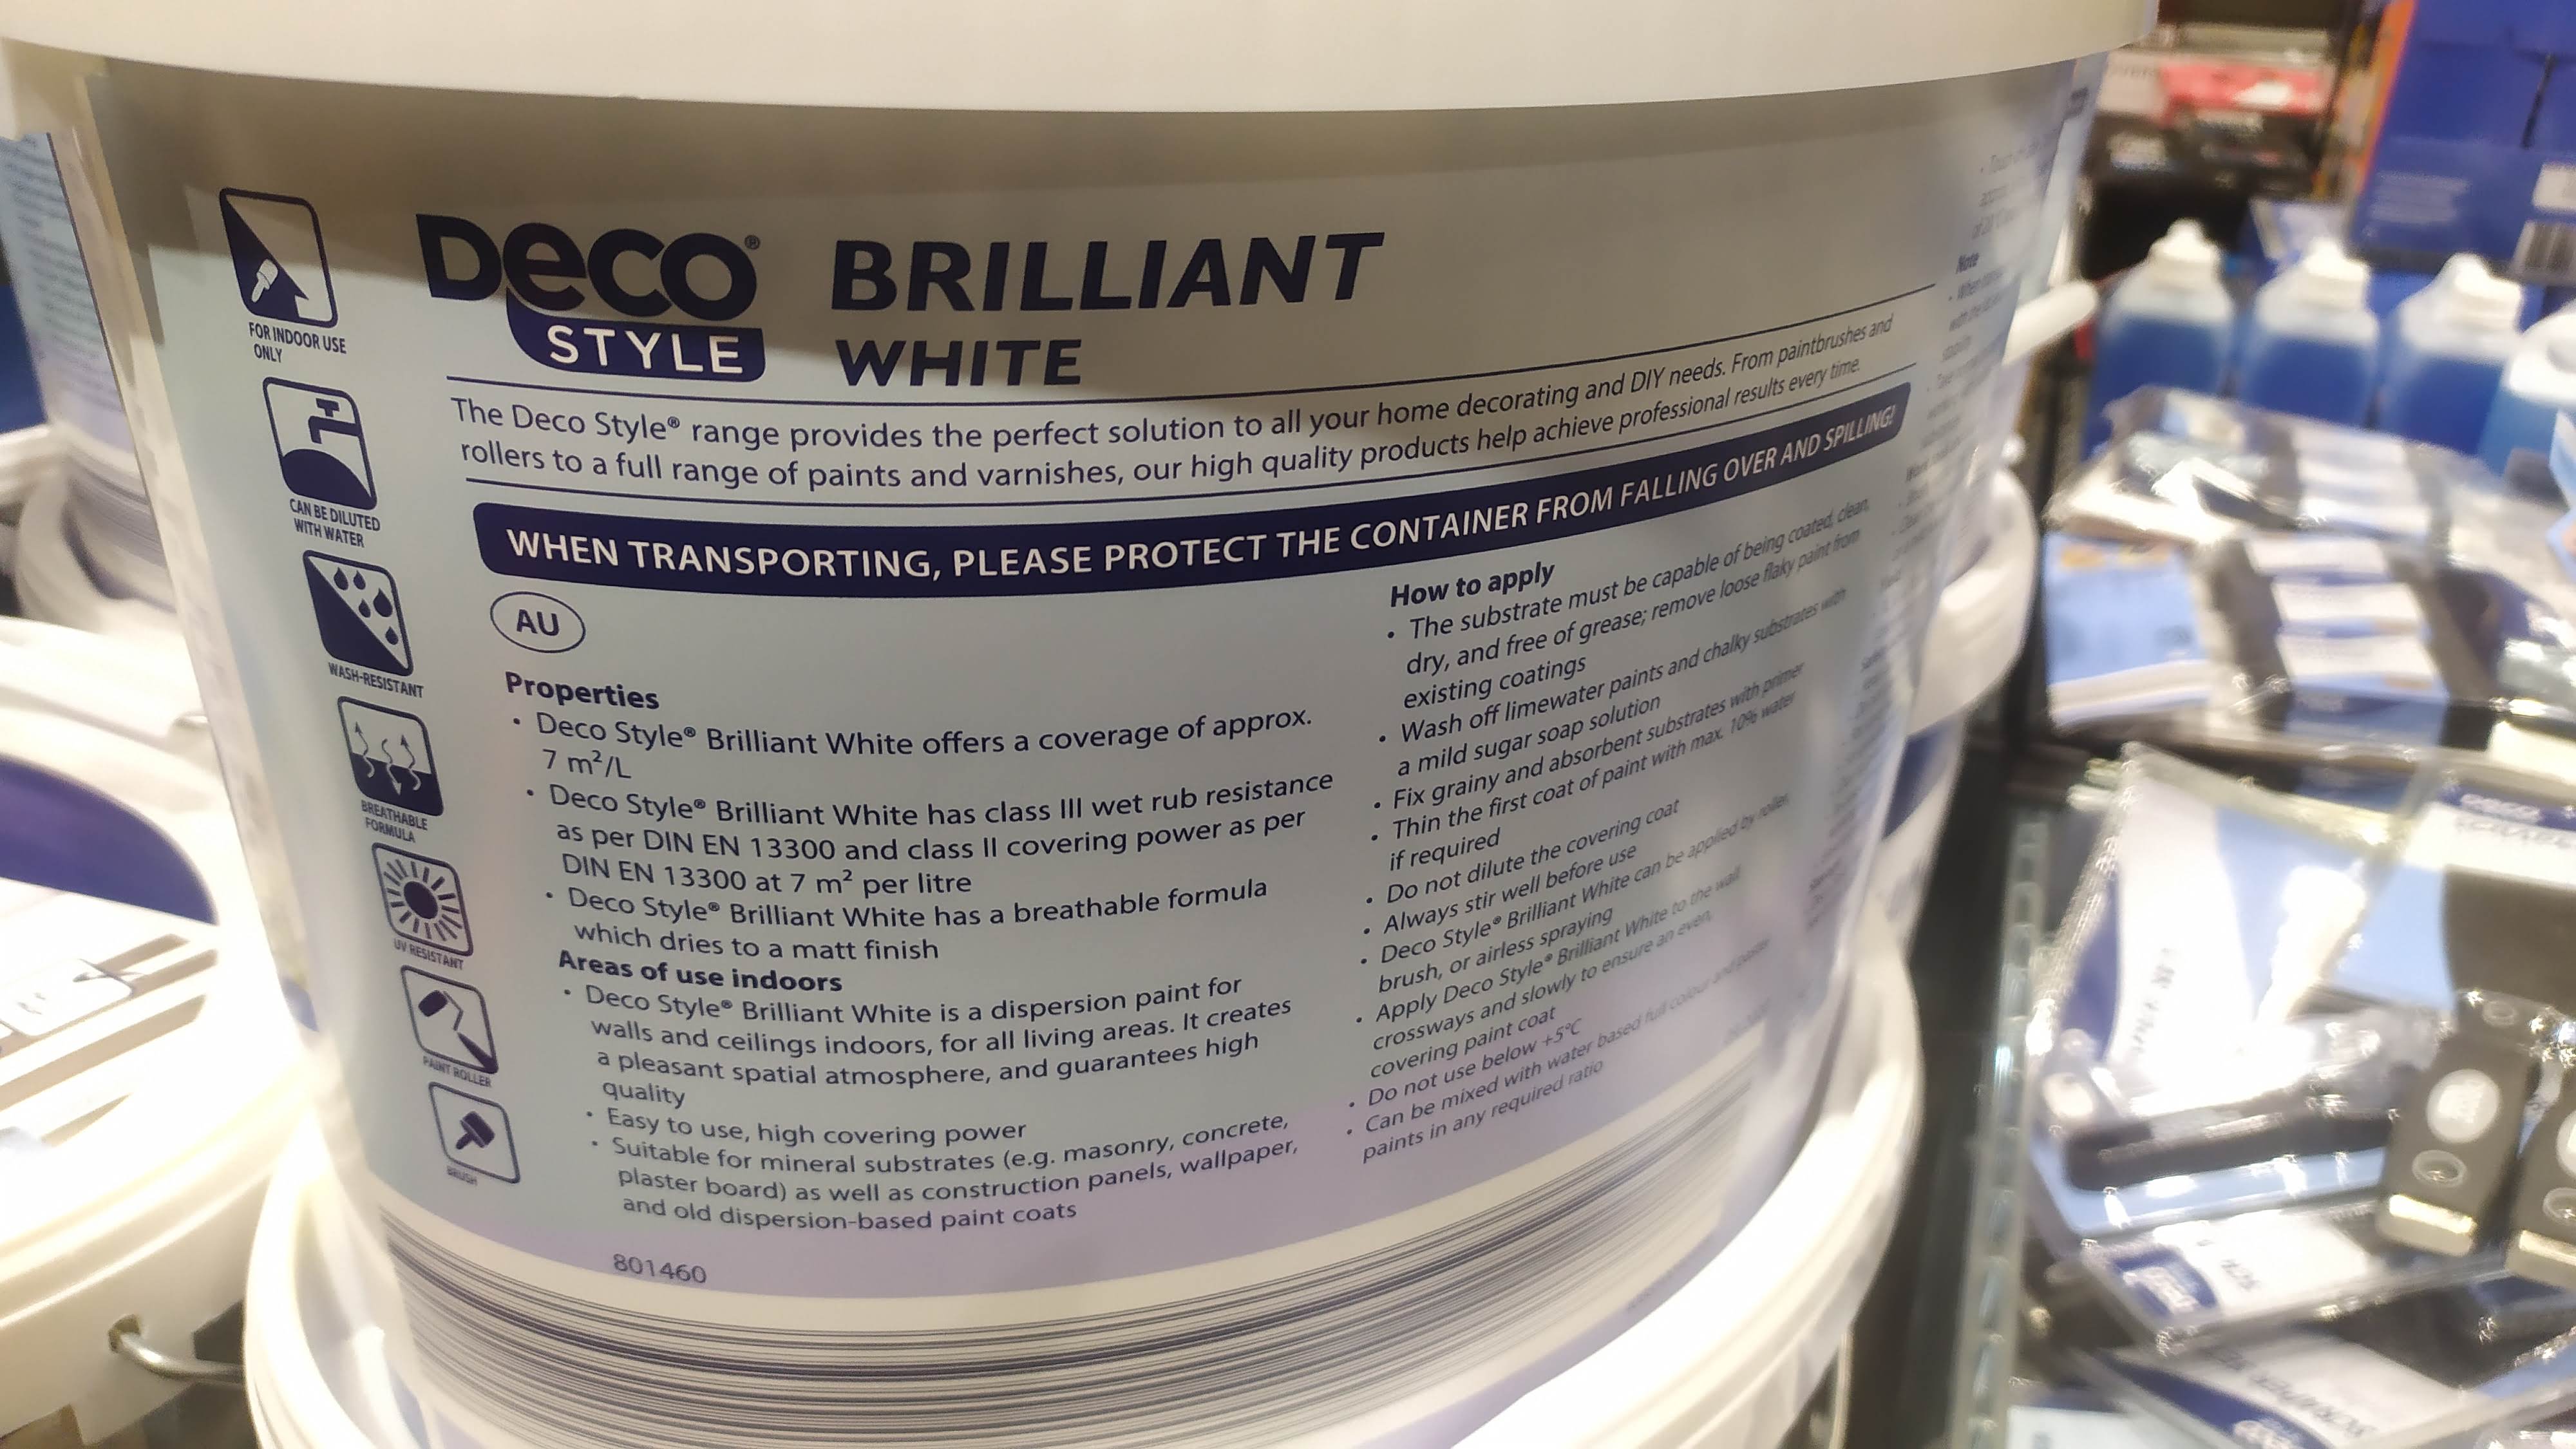 FOR INDOOR USE
ONLY
CAN BE DILUTED
WITH WATER
WASH-RESISTANT
BREATHABLE
FORMULA
UV RESISTANT
PAINT ROLLER
BRUSH
Deco®
STYLE
BRILLIANT
WHITE
The Deco Style® range provides the perfect solution to all your home decorating and DIY needs. From paintbrushes and
rollers to a full range of paints and varnishes, our high quality products help achieve professional results every time.
WHEN TRANSPORTING, PLEASE PROTECT THE CONTAINER FROM FALLING OVER AND SPILLING!
AU
Properties
• Deco Style® Brilliant White offers a coverage of approx.
7 m²/L
• Deco Style® Brilliant White has class III wet rub resistance
as per DIN EN 13300 and class II covering power as per
DIN EN 13300 at 7 m² per litre
• Deco Style® Brilliant White has a breathable formula
which dries to a matt finish
Areas of use indoors
• Deco Style® Brilliant White is a dispersion paint for
walls and ceilings indoors, for all living areas. It creates
a pleasant spatial atmosphere, and guarantees high
quality
• Easy to use, high covering power
• Suitable for mineral substrates (e.g. masonry, concrete,
plaster board) as well as construction panels, wallpaper,
and old dispersion-based paint coats
801460
How to apply
• The substrate must be capable of being coated, clean,
dry, and free of grease; remove loose flaky paint from
existing coatings
• Wash off limewater paints and chalky substrates with
a mild sugar soap solution
• Fix grainy and absorbent substrates with primer
• Thin the first coat of paint with max. 10% water
if required
• Do not dilute the covering coat
• Always stir well before use
• Deco Style® Brilliant White can be applied by roller,
brush, or airless spraying
• Apply Deco Style® Brilliant White to the wall
crossways and slowly to ensure an even,
covering paint coat
• Do not use below +5°C
• Can be mixed with water based full colour and pastel
paints in any required ratio
Note